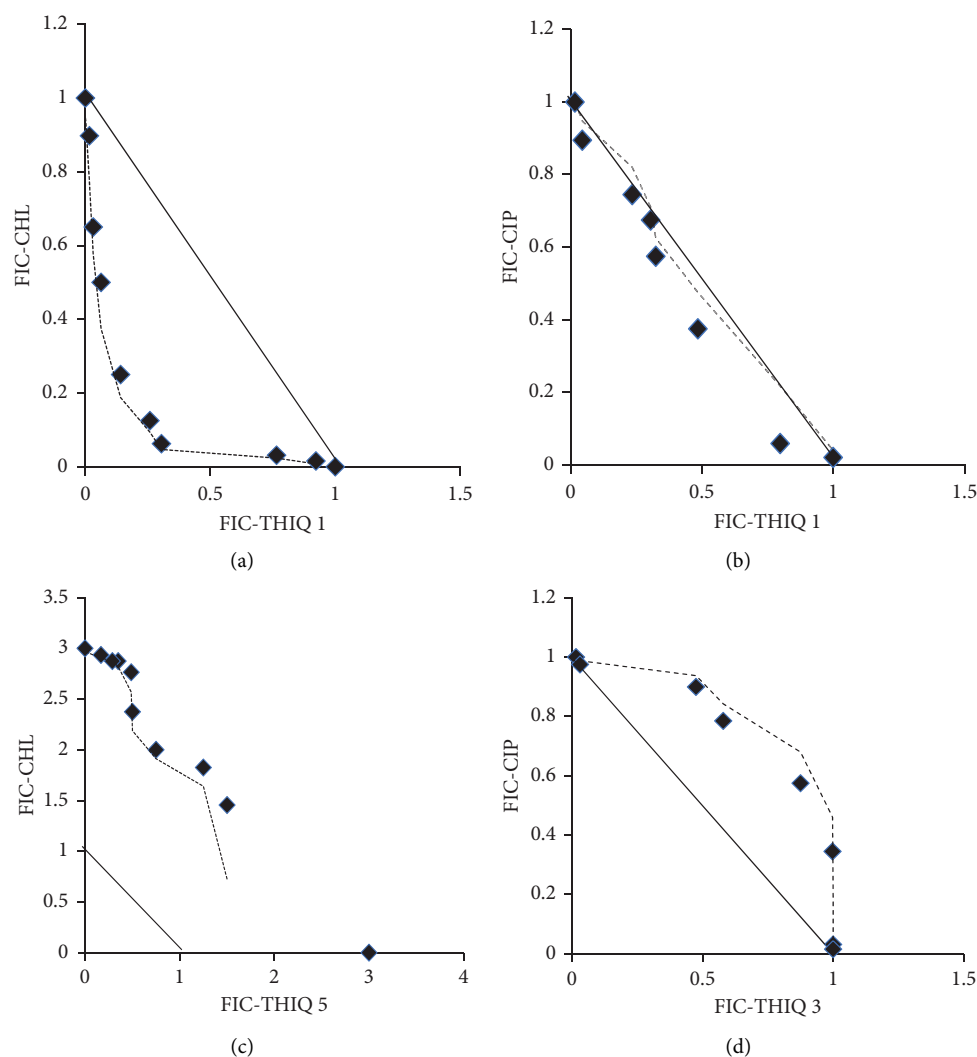 1.2
1
0.8
0.6
0.4
0.2
0
FIC-CHL
0 0.5 1 1.5
FIC-THIQ 1
(a)
1.2
1
0.8
0.6
0.4
0.2
0
FIC-CIP
0 0.5 1 1.5
FIC-THIQ 1
(b)
3.5
3
2.5
2
1.5
1
0.5
0
FIC-CHL
0 1 2 3 4
FIC-THIQ 5
(c)
1.2
1
0.8
0.6
0.4
0.2
0
FIC-CIP
0 0.5 1 1.5
FIC-THIQ 3
(d)